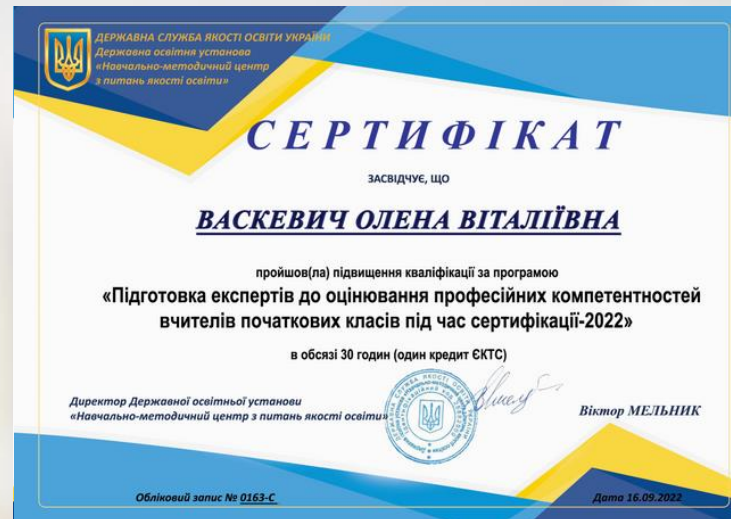 ДЕРЖАВНА СЛУЖБА ЯКОСТІ ОСВІТИ УКРАЇНИ
Державна освітня установа
«Навчально-методичний центр
з питань якості освіти»
СЕРТИФІКАТ
ЗАСВІДЧУЄ, ЩО
ВАСКЕВИЧ ОЛЕНА ВІТАЛІЇВНА
пройшов(ла) підвищення кваліфікації за програмою
«Підготовка експертів до оцінювання професійних компетентностей
вчителів початкових класів під час сертифікації-2022»
в обсязі 30 годин (один кредит ЄКТС)
Директор Державної освітньої установи
«Навчально-методичний центр з питань якості освіти»
Віктор МЕЛЬНИК
Обліковий запис № 0163-С
Дата 16.09.2022